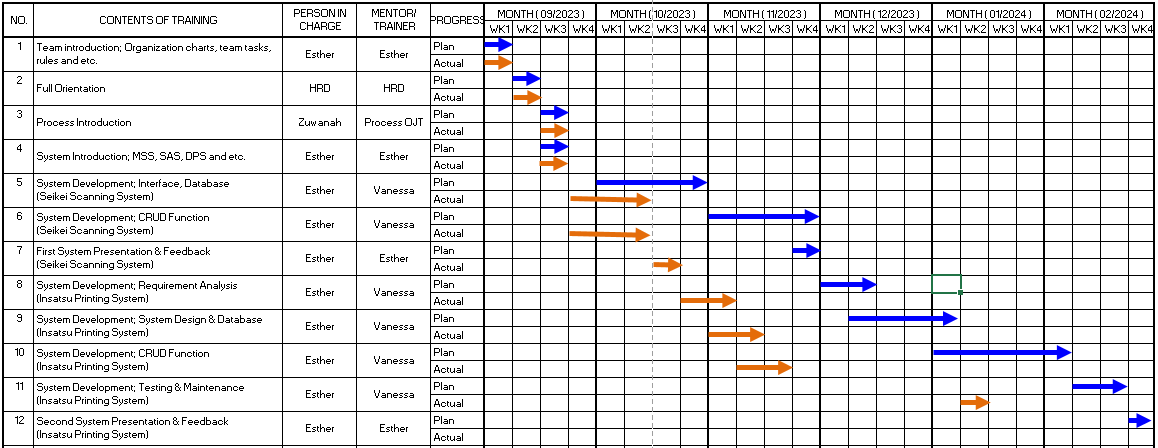 NO. CONTENTS OF TRAINING PERSON IN CHARGE MENTOR/ TRAINER PROGRESS MONTH (09/2023) MONTH (10/2023) MONTH (11/2023) MONTH (12/2023) MONTH (01/2024) MONTH (02/2024)
WK1 WK2 WK3 WK4 WK1 WK2 WK3 WK4 WK1 WK2 WK3 WK4 WK1 WK2 WK3 WK4 WK1 WK2 WK3 WK4 WK1 WK2 WK3 WK4
1 Team introduction; Organization charts, team tasks, Esther Esther Plan
rules and etc. Actual
2 Full Orientation HRD HRD Plan
Actual
3 Process Introduction Zuwanah Process OJT Plan
Actual
4 System Introduction; MSS, SAS, DPS and etc. Esther Esther Plan
Actual
5 System Development; Interface, Database Esther Vanessa Plan
(Seikei Scanning System) Actual
6 System Development; CRUD Function Esther Vanessa Plan
(Seikei Scanning System) Actual
7 First System Presentation & Feedback Esther Esther Plan
(Seikei Scanning System) Actual
8 System Development; Requirement Analysis Esther Vanessa Plan
(Insatsu Printing System) Actual
9 System Development; System Design & Database Esther Vanessa Plan
(Insatsu Printing System) Actual
10 System Development; CRUD Function Esther Vanessa Plan
(Insatsu Printing System) Actual
11 System Development; Testing & Maintenance Esther Vanessa Plan
(Insatsu Printing System) Actual
12 Second System Presentation & Feedback Esther Esther Plan
(Insatsu Printing System) Actual